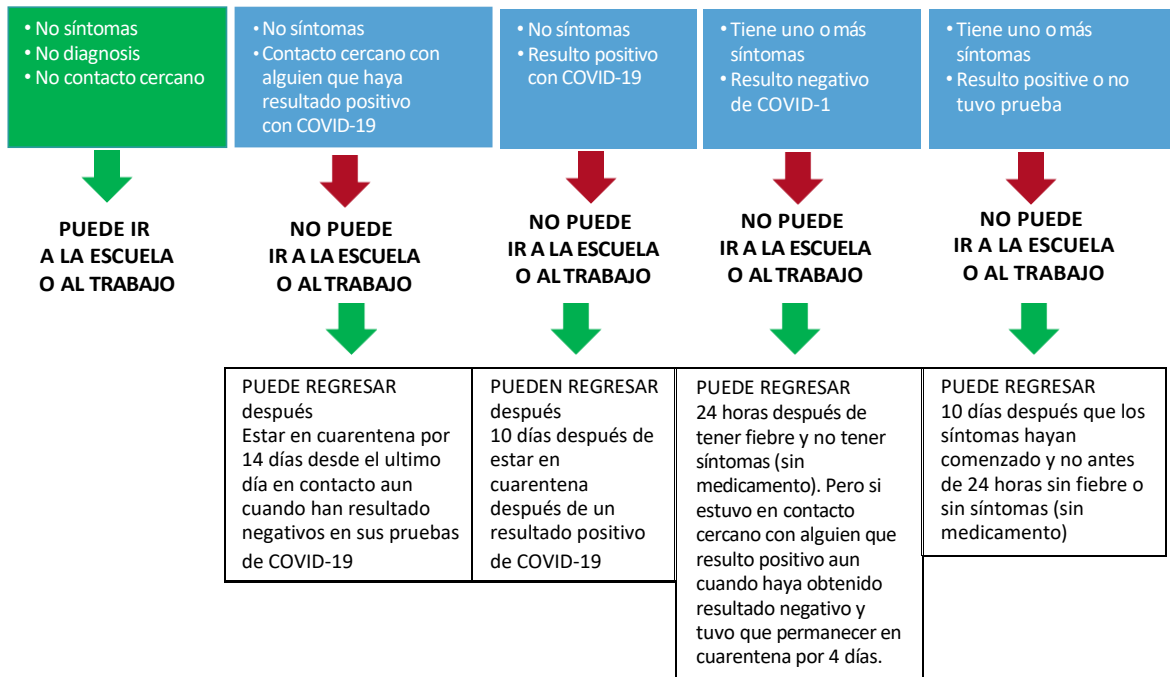 • No síntomas
• No diagnosis
• No contacto cercano
PUEDE IR
A LA ESCUELA
O AL TRABAJO
• No síntomas
• Contacto cercano con
alguien que haya
resultado positivo
con COVID-19
NO PUEDE
IR A LA ESCUELA
O AL TRABAJO
PUEDE REGRESAR
después
Estar en cuarentena por
14 días desde el ultimo
día en contacto aun
cuando han resultado
negativos en sus pruebas
de COVID-19
• No síntomas
• Resulto positivo
con COVID-19
NO PUEDE
IR A LA ESCUELA
O AL TRABAJO
PUEDEN REGRESAR
después
10 días después de
estar en
cuarentena
después de un
resultado positivo
de COVID-19
• Tiene uno o más
síntomas
• Resulto negativo
de COVID-1
NO PUEDE
IR A LA ESCUELA
O AL TRABAJO
PUEDE REGRESAR
24 horas después de
tener fiebre y no tener
síntomas (sin
medicamento). Pero si
estuvo en contacto
cercano con alguien que
resulto positivo aun
cuando haya obtenido
resultado negativo y
tuvo que permanecer en
cuarentena por 4 días.
• Tiene uno o más
síntomas
• Resulto positive o no
tuvo prueba
NO PUEDE
IR A LA ESCUELA
O AL TRABAJO
PUEDE REGRESAR
10 días después que los
síntomas hayan
comenzado y no antes
de 24 horas sin fiebre o
sin síntomas (sin
medicamento)